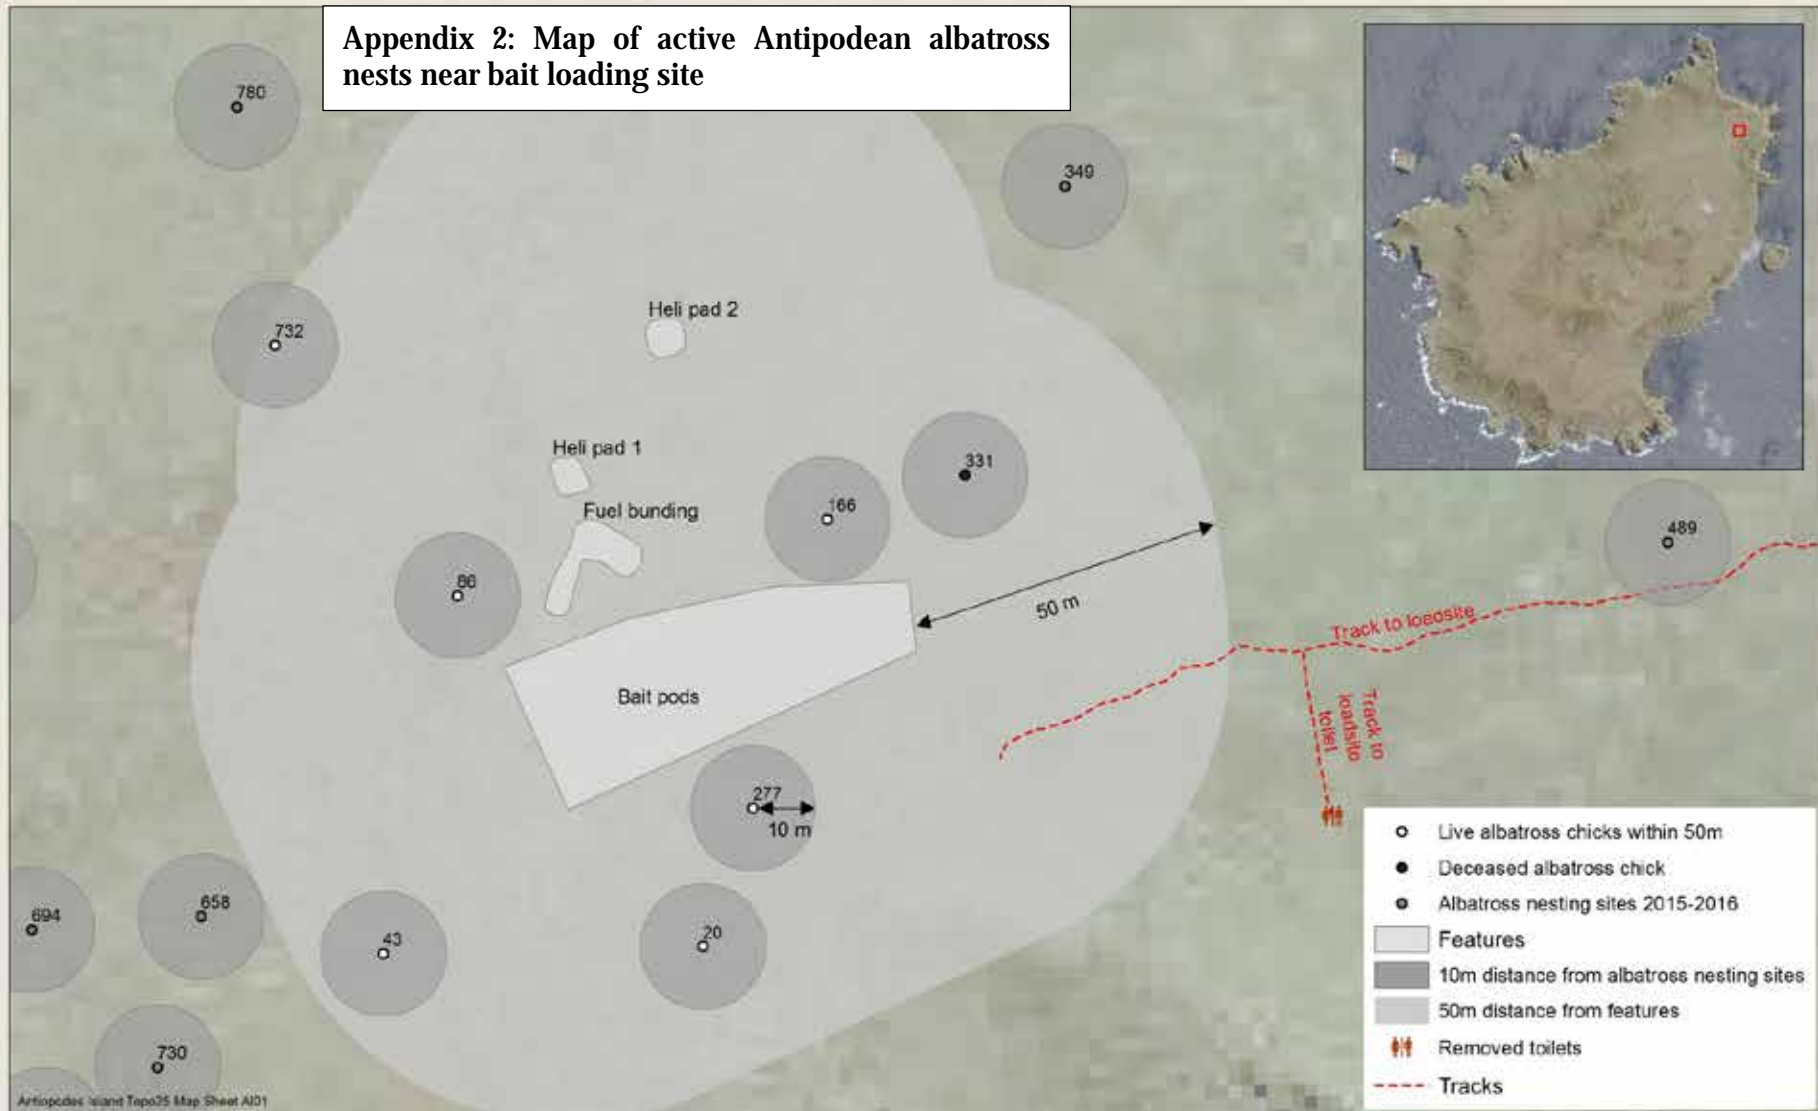 Appendix 2: Map of active Antipodean albatross
nests near bait loading site
780
349
732
Heli pad 2
Heli pad 1
331
Fuel bunding
166
489
86
50 m
Track to loadsite
Bait pods
Track to
loadsite
toilet
277
10 m
658
694
43
20
730
Live albatross chicks within 50m
Deceased albatross chick
Albatross nesting sites 2015-2016
Features
10m distance from albatross nesting sites
50m distance from features
Removed toilets
Tracks
Antipodes Island Topo25 Map Sheet AI01